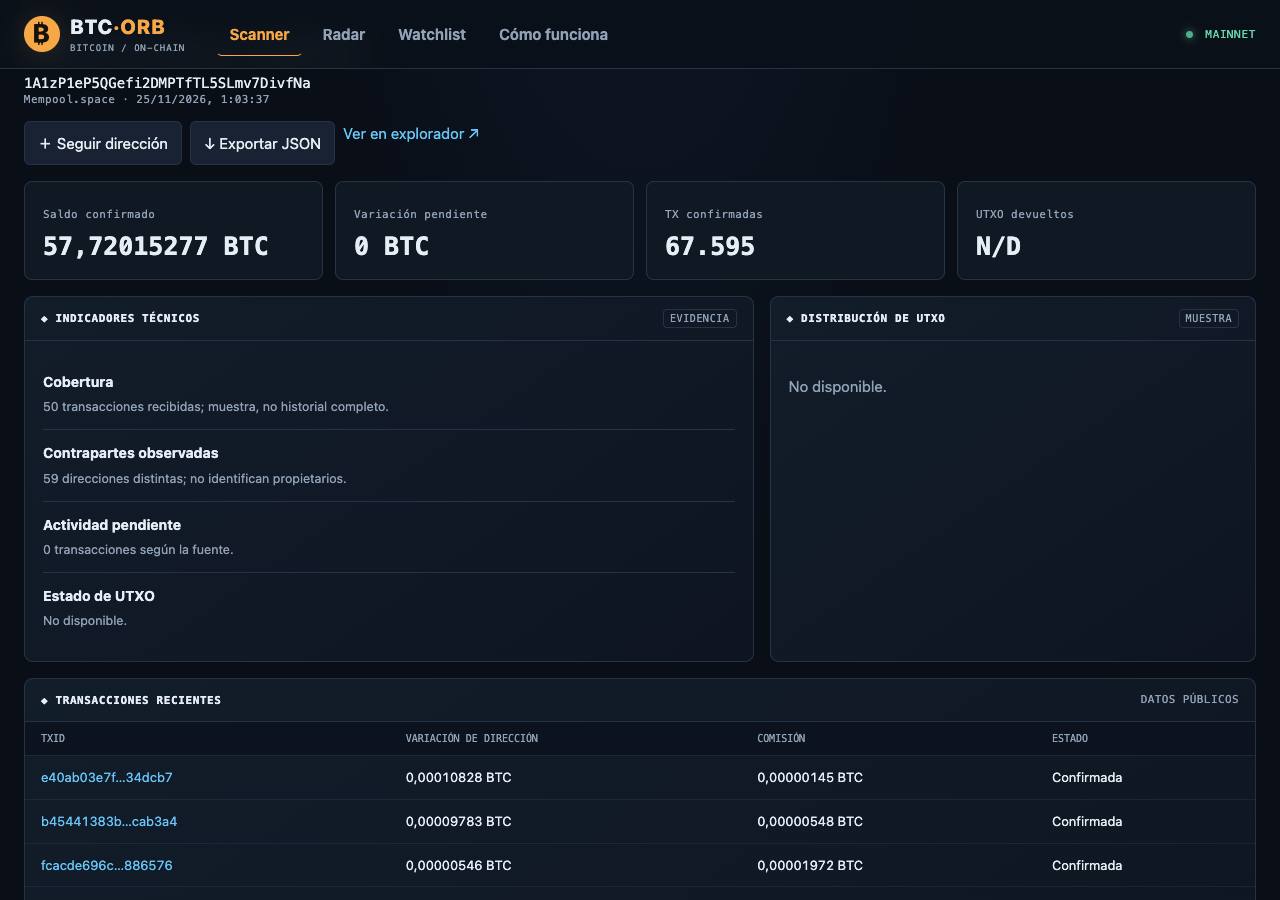 BTC·ORB
BITCOIN / ON-CHAIN
Scanner
Radar
Watchlist
Cómo funciona
MAINNET
1A1zP1eP5QGefi2DMPTfTL5SLmv7DivfNa
Mempool.space · 25/11/2026, 1:03:37
+ Seguir dirección
↓ Exportar JSON
Ver en explorador ↗
Saldo confirmado
57,72015277 BTC
Variación pendiente
0 BTC
TX confirmadas
67.595
UTXO devueltos
N/D
◆ INDICADORES TÉCNICOS
EVIDENCIA
Cobertura
50 transacciones recibidas; muestra, no historial completo.
Contrapartes observadas
59 direcciones distintas; no identifican propietarios.
Actividad pendiente
0 transacciones según la fuente.
Estado de UTXO
No disponible.
◆ DISTRIBUCIÓN DE UTXO
MUESTRA
No disponible.
◆ TRANSACCIONES RECIENTES
DATOS PÚBLICOS
TXID VARIACIÓN DE DIRECCIÓN COMISIÓN ESTADO
e40ab03e7f…34dcb7 0,00010828 BTC 0,00000145 BTC Confirmada
b45441383b…cab3a4 0,00009783 BTC 0,00000548 BTC Confirmada
fcacde696c…886576 0,00000546 BTC 0,00001972 BTC Confirmada